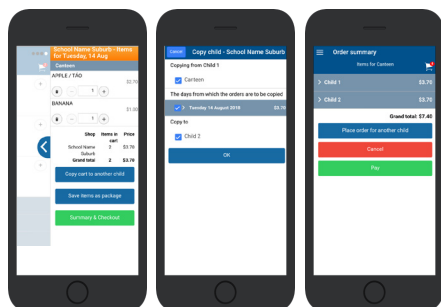 School Name Suburb - Items
for Tuesday, 14 Aug
Canteen
APPLE / TAO
$2.70
1
BANANA
$1.00
1
Shop Items in cart Price
School Name Suburb $3.70
Grand total 2 $3.70
Copy cart to another child
Save items as package
Summary & Checkout
Cancel Copy child - School Name Suburb
Copying from Child 1
Canteen
The days from which the orders are to be copied
Tuesday 14 August 2018 $3.70
Copy to
Child 2
OK
Order summary
Items for Canteen
Child 1 $3.70
Child 2 $3.70
Grand total: $7.40
Place order for another child
Cancel
Pay